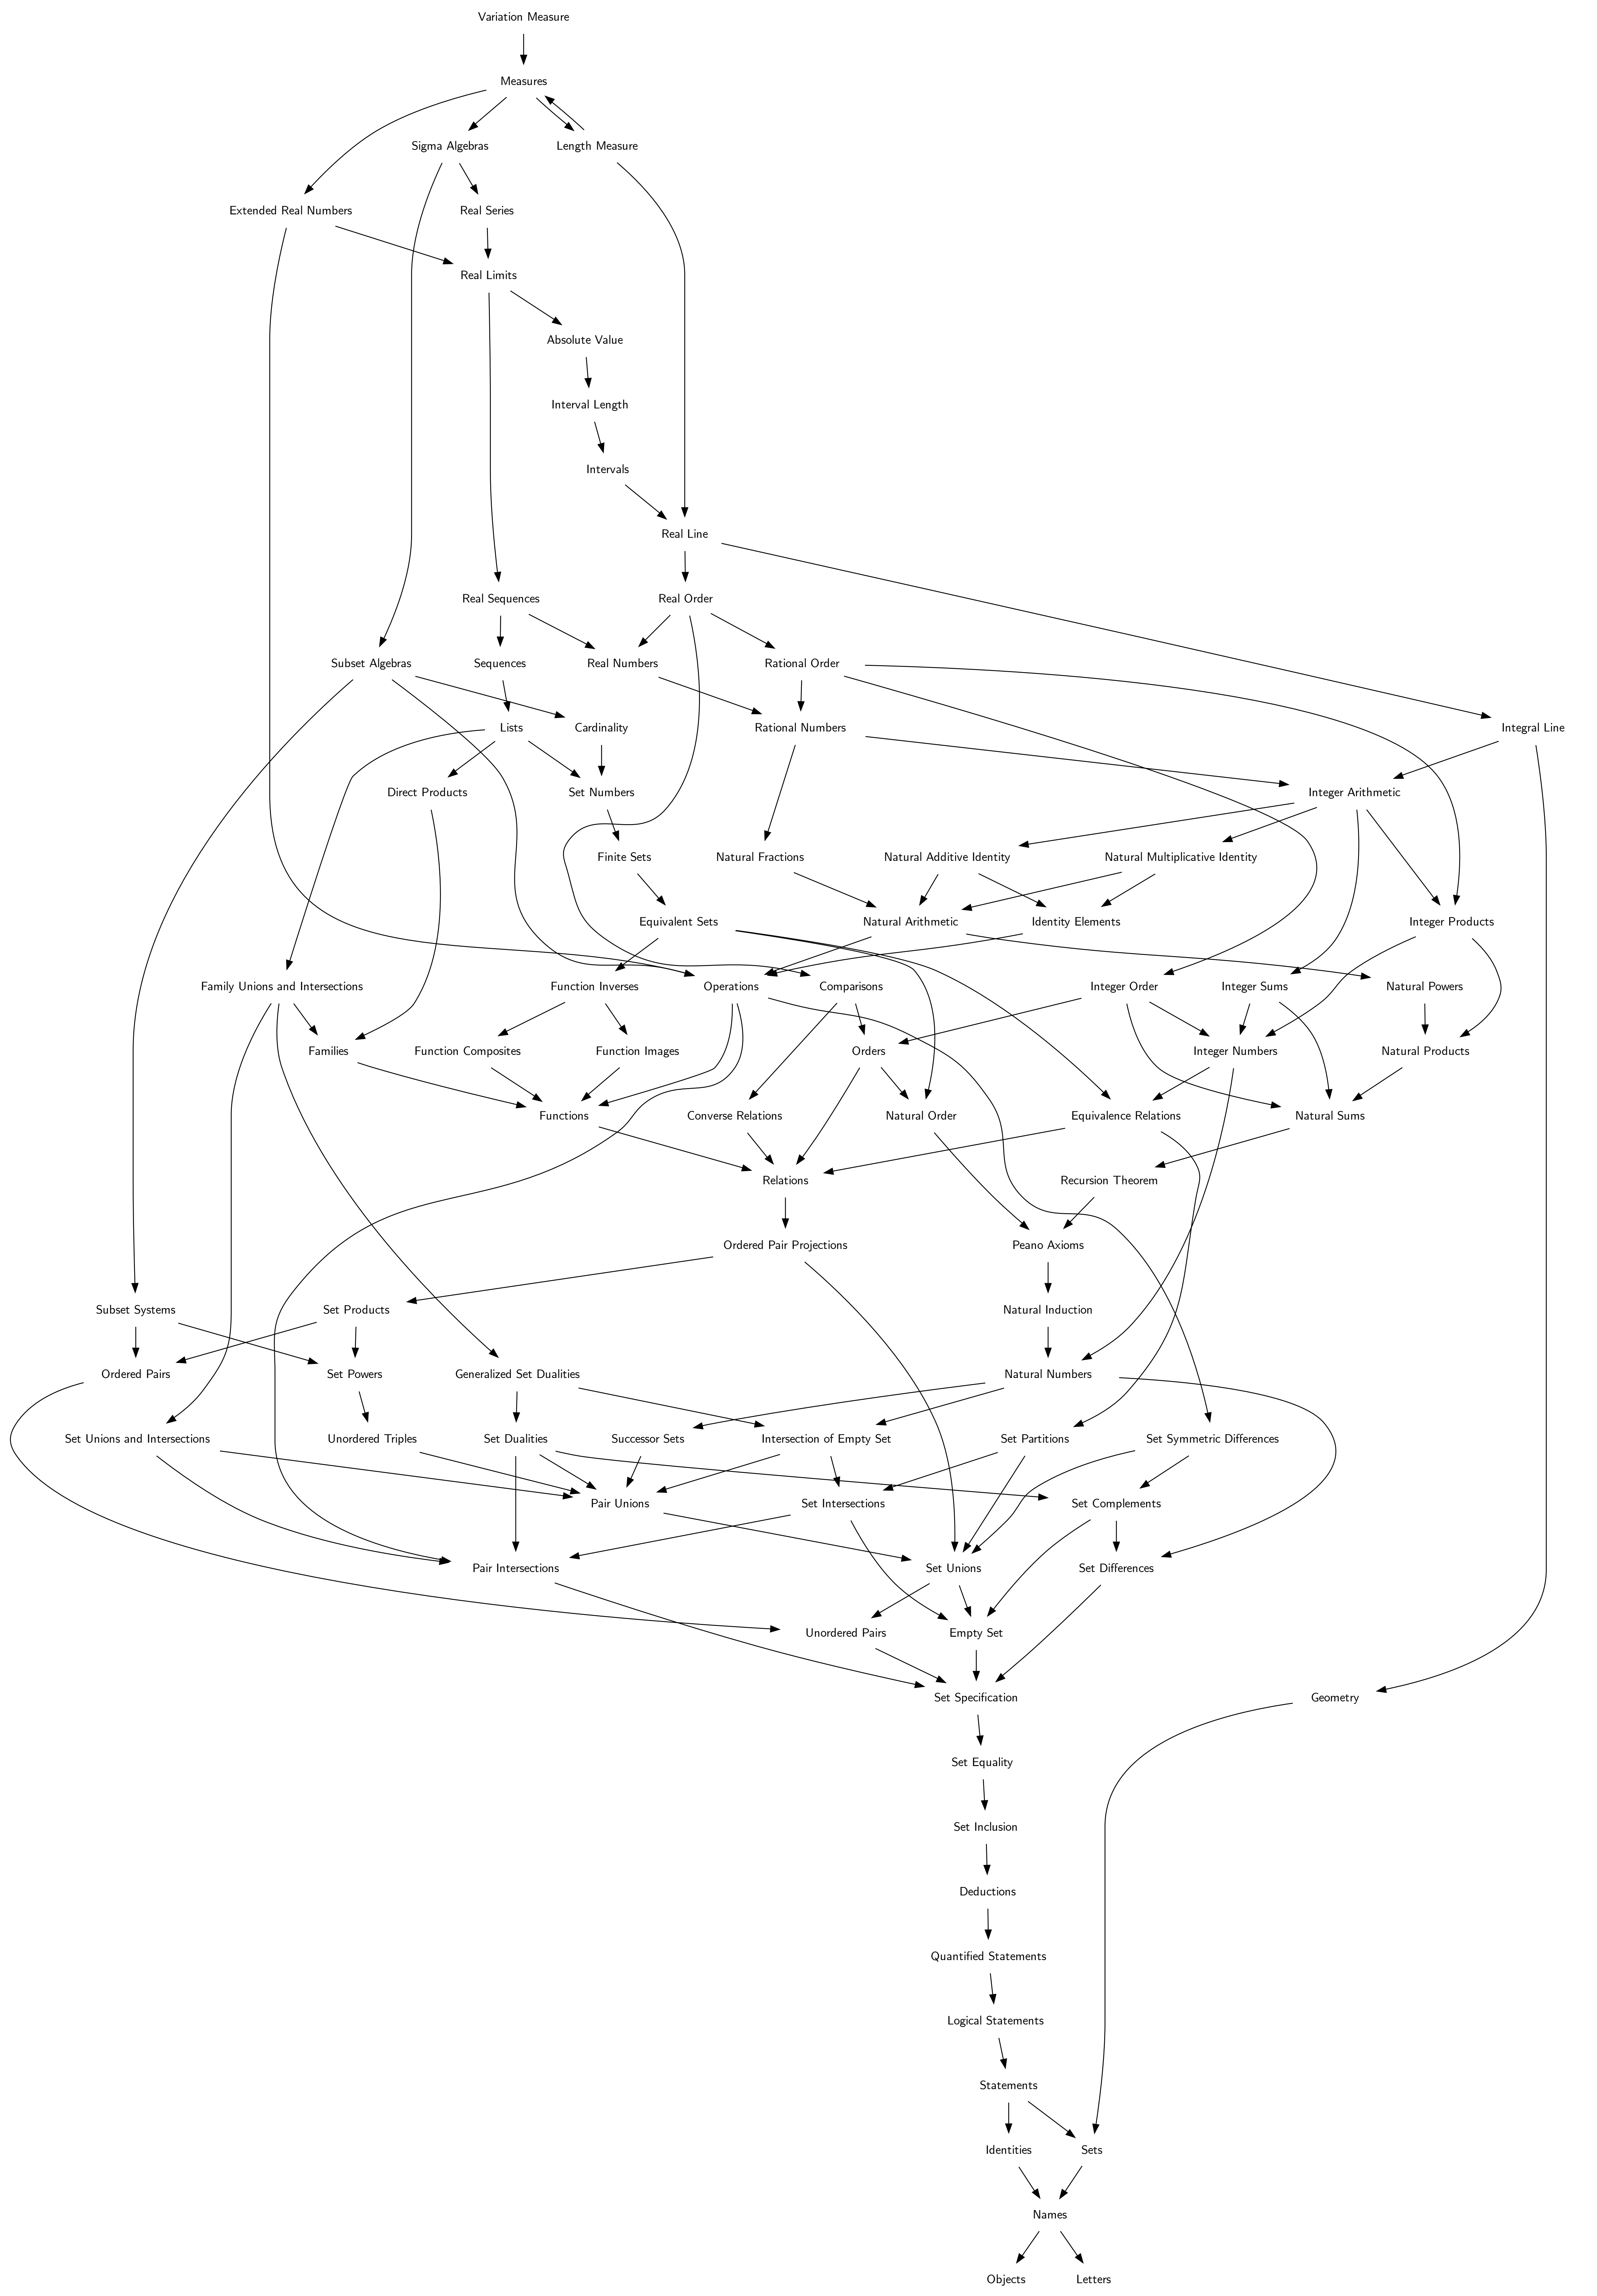 Variation Measure
Measures
Sigma Algebras
Length Measure
Extended Real Numbers
Real Series
Real Limits
Absolute Value
Interval Length
Intervals
Real Line
Real Sequences
Real Order
Subset Algebras
Sequences
Real Numbers
Rational Order
Lists
Cardinality
Rational Numbers
Integral Line
Direct Products
Set Numbers
Integer Arithmetic
Finite Sets
Natural Fractions
Natural Additive Identity
Natural Multiplicative Identity
Equivalent Sets
Natural Arithmetic
Identity Elements
Integer Products
Family Unions and Intersections
Function Inverses
Operations
Comparisons
Integer Order
Integer Sums
Natural Powers
Families
Function Composites
Function Images
Orders
Integer Numbers
Natural Products
Functions
Converse Relations
Natural Order
Equivalence Relations
Natural Sums
Relations
Recursion Theorem
Ordered Pair Projections
Peano Axioms
Subset Systems
Set Products
Natural Induction
Ordered Pairs
Set Powers
Generalized Set Dualities
Natural Numbers
Set Unions and Intersections
Unordered Triples
Set Dualities
Successor Sets
Intersection of Empty Set
Set Partitions
Set Symmetric Differences
Pair Unions
Set Intersections
Set Complements
Pair Intersections
Set Unions
Set Differences
Unordered Pairs
Empty Set
Set Specification
Geometry
Set Equality
Set Inclusion
Deductions
Quantified Statements
Logical Statements
Statements
Identities
Sets
Names
Objects
Letters